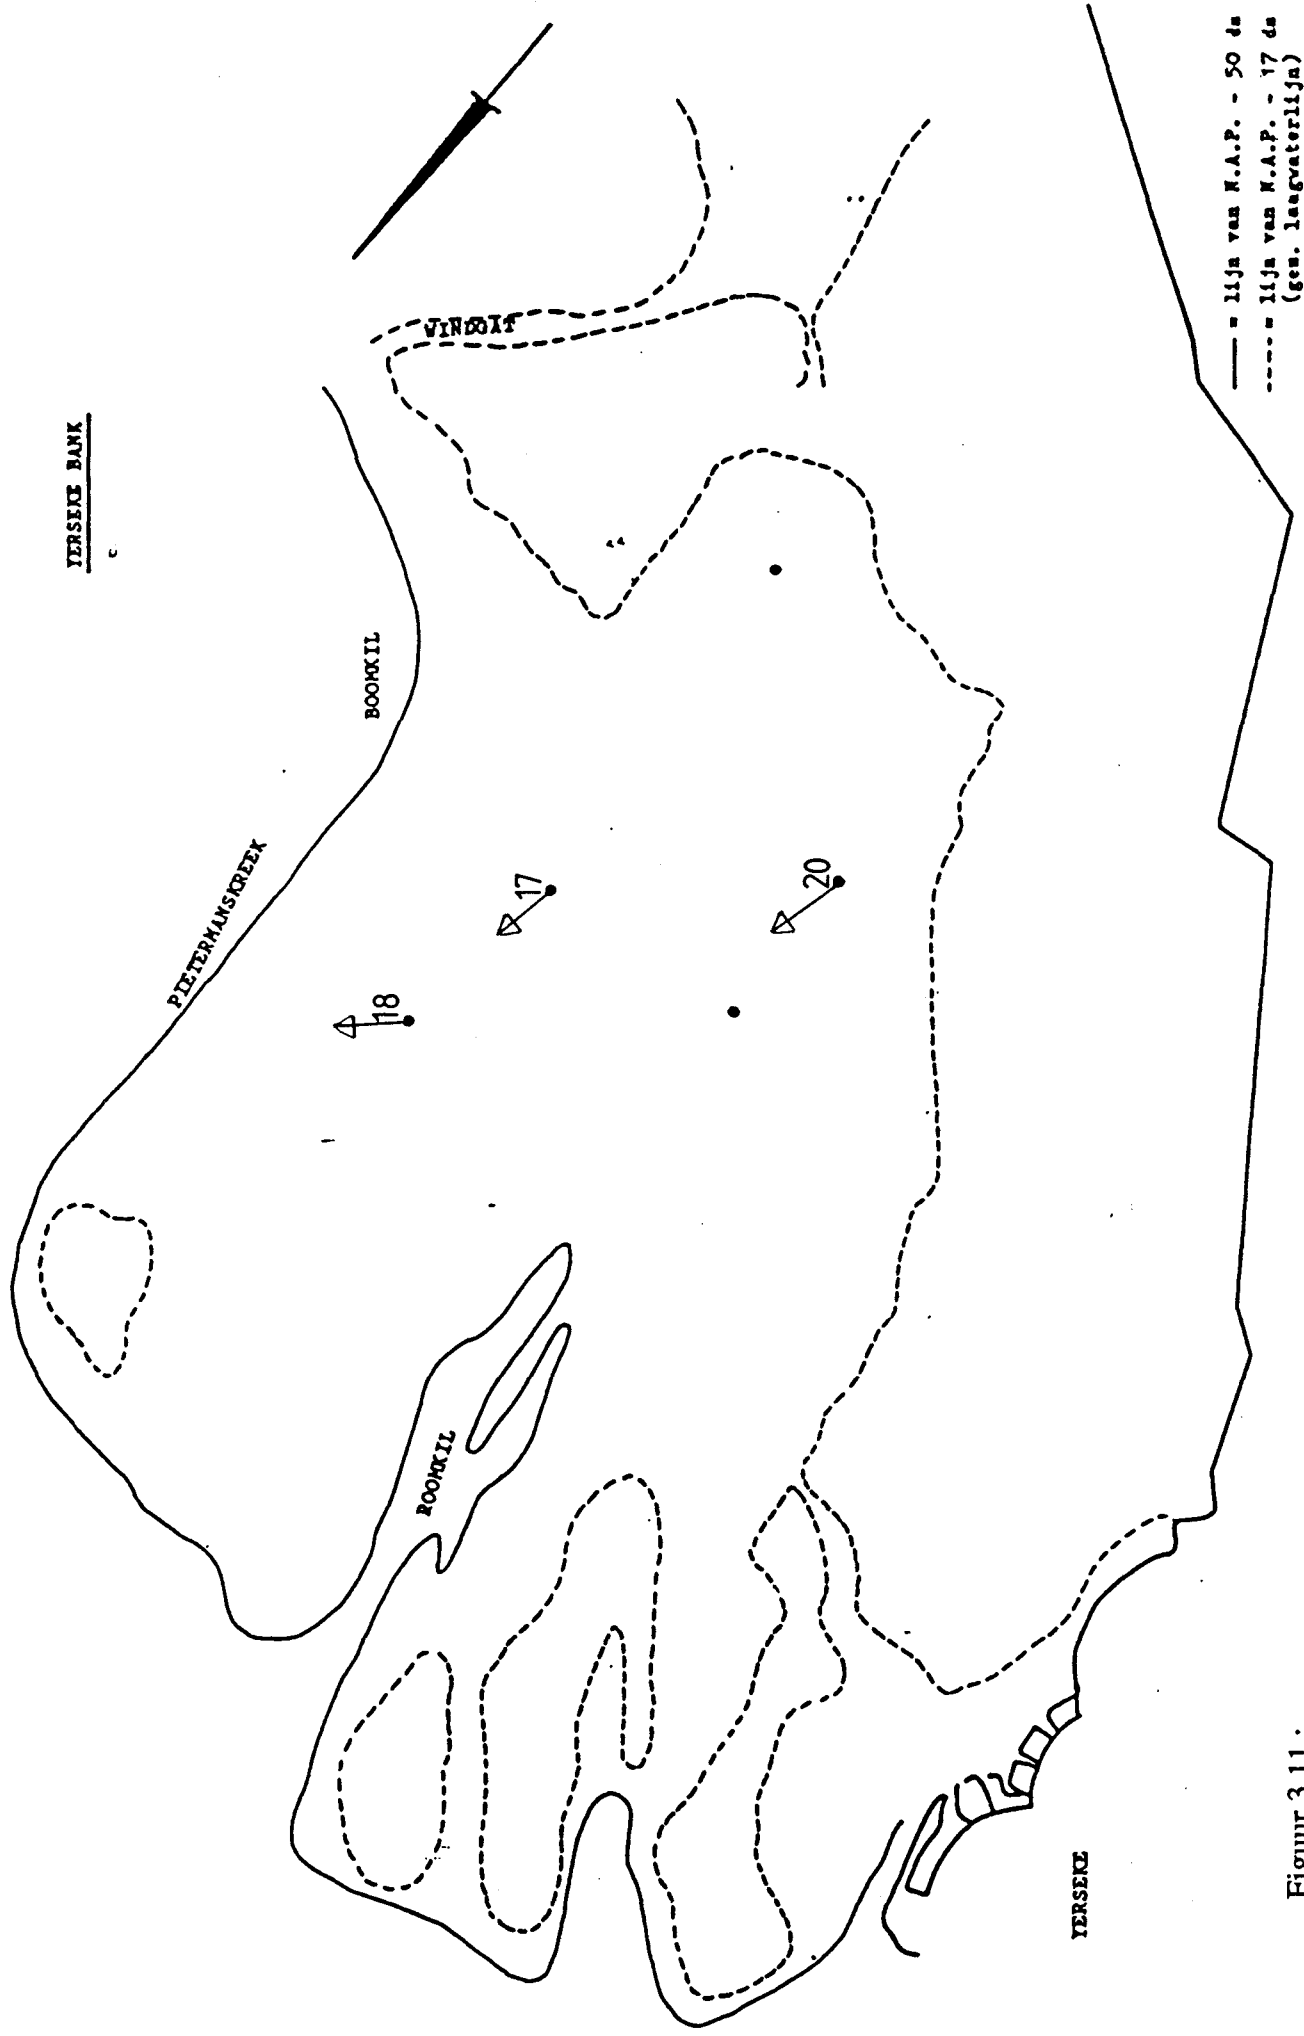 YERSEKE BANK
WINDGAT
BOOMKIL
PIETERMANSKREEK
17
18
20
ROOMKIL
YERSEKE
—— = lijn van N.A.P. - 50 dm
---- = lijn van N.A.P. - 17 dm
(gem. laagwaterlijn)
Figuur 3.11 :